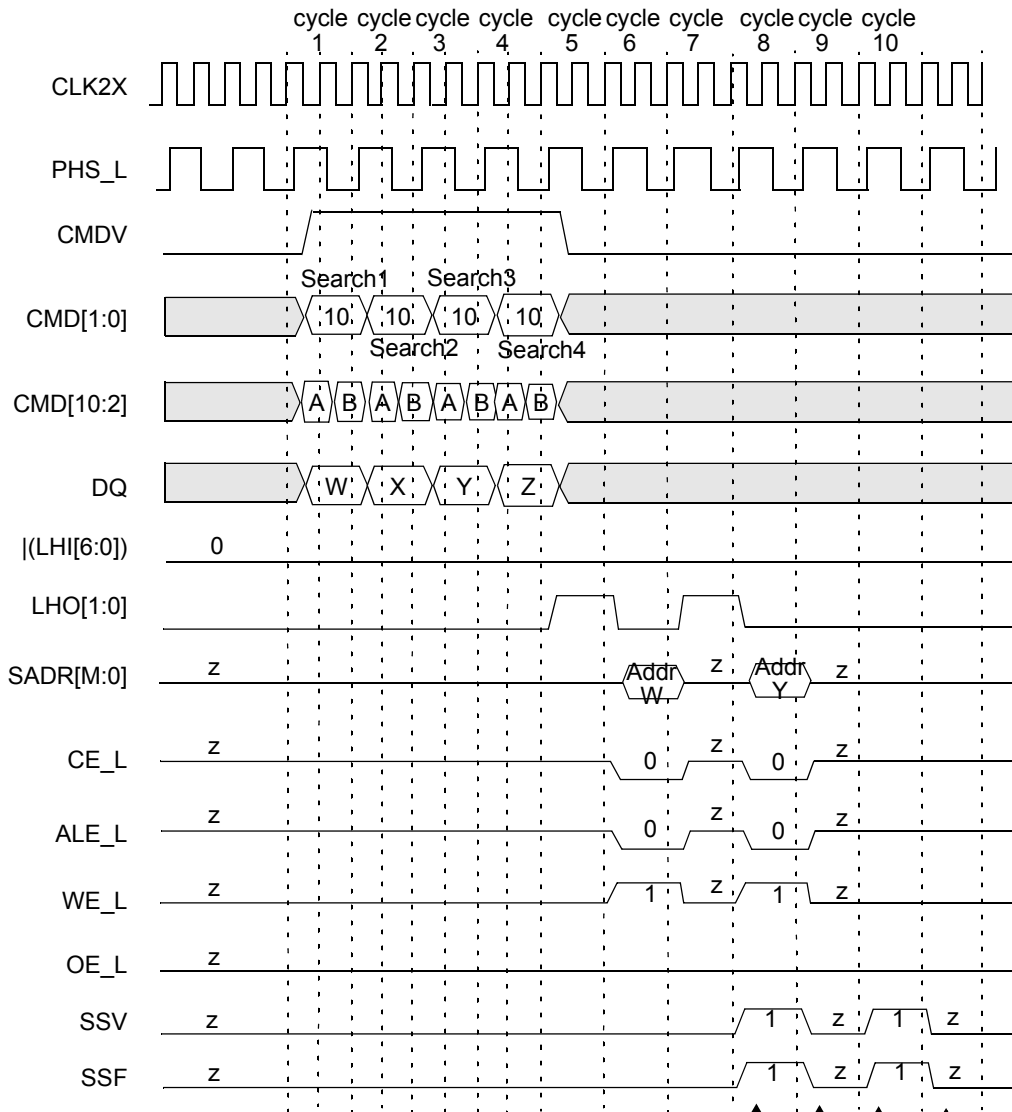 cycle cycle cycle cycle cycle cycle cycle cycle cycle cycle
1 2 3 4 5 6 7 8 9 10
CLK2X
PHS_L
CMDV
Search1 Search3
CMD[1:0] 10 10 10 10
Search2 Search4
CMD[10:2] A B A B A B A B
DQ W X Y Z
|(LHI[6:0]) 0
LHO[1:0]
SADR[M:0] z Addr W z Addr Y z
CE_L z 0 z 0 z
ALE_L z 0 z 0 z
WE_L z 1 z 1 z
OE_L z
SSV z 1 z 1 z
SSF z 1 z 1 z